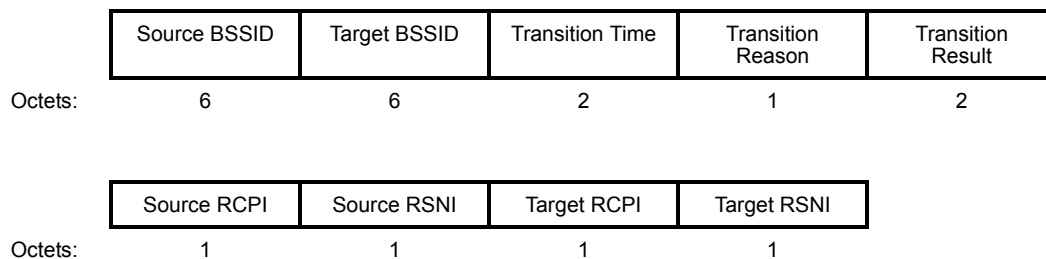 Source BSSID Target BSSID Transition Time Transition Reason Transition Result
Octets: 6 6 2 1 2
Source RCPI Source RSNI Target RCPI Target RSNI
Octets: 1 1 1 1